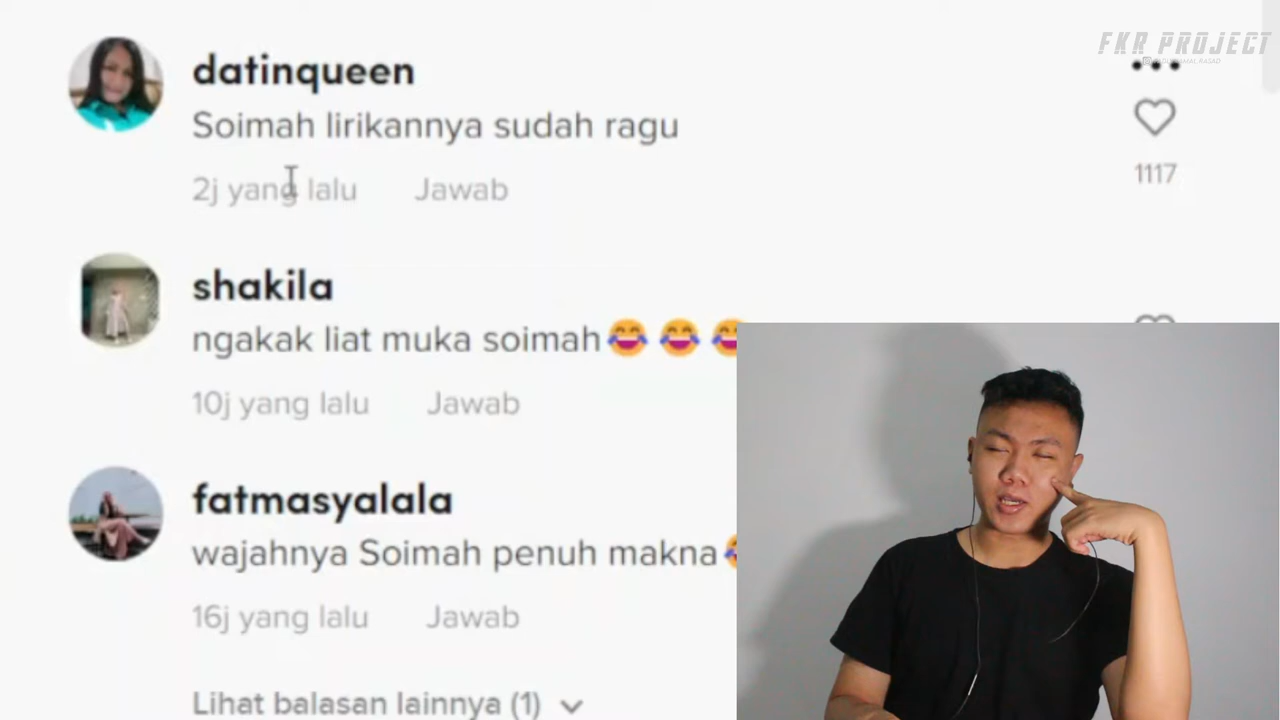 FKR PROJECT
datinqueen
Soimah lirikannya sudah ragu
1117
2j yang lalu Jawab
shakila
ngakak liat muka soimah😂😂😂
10j yang lalu Jawab
fatmasyalala
wajahnya Soimah penuh makna
16j yang lalu Jawab
Lihat balasan lainnya (1)